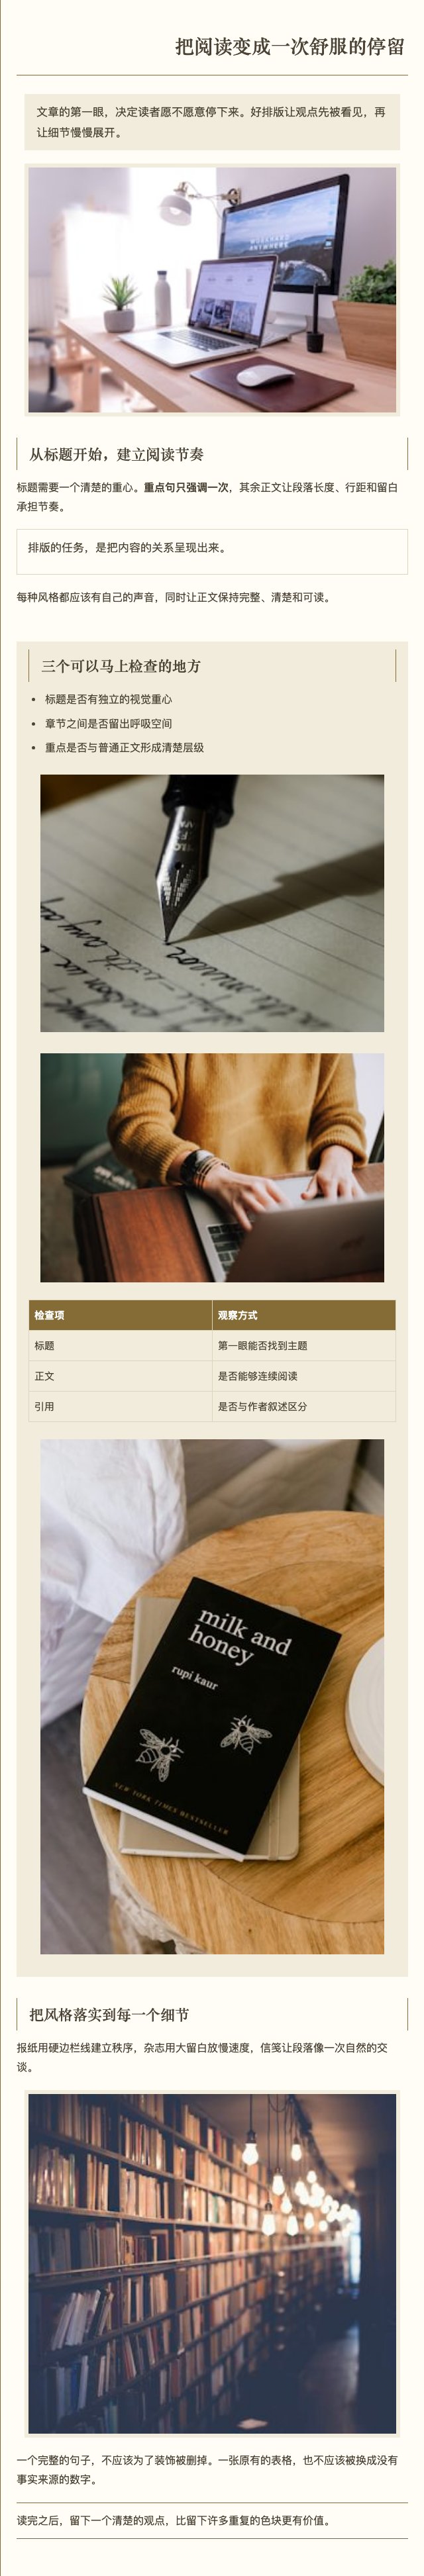 把阅读变成一次舒服的停留
文章的第一眼，决定读者愿不愿意停下来。好排版让观点先被看见，再
让细节慢慢展开。
从标题开始，建立阅读节奏
标题需要一个清楚的重心。重点句只强调一次，其余正文让段落长度、行距和留白
承担节奏。
排版的任务，是把内容的关系呈现出来。
每种风格都应该有自己的声音，同时让正文保持完整、清楚和可读。
三个可以马上检查的地方
• 标题是否有独立的视觉重心
• 章节之间是否留出呼吸空间
• 重点是否与普通正文形成清楚层级
检查项 观察方式
标题 第一眼能否找到主题
正文 是否能够连续阅读
引用 是否与作者叙述区分
milk and
honey
rupi kaur
NEW YORK TIMES BESTSELLER
把风格落实到每一个细节
报纸用硬边栏线建立秩序，杂志用大留白放慢速度，信笺让段落像一次自然的交
谈。
一个完整的句子，不应该为了装饰被删掉。一张原有的表格，也不应该被换成没有
事实来源的数字。
读完之后，留下一个清楚的观点，比留下许多重复的色块更有价值。